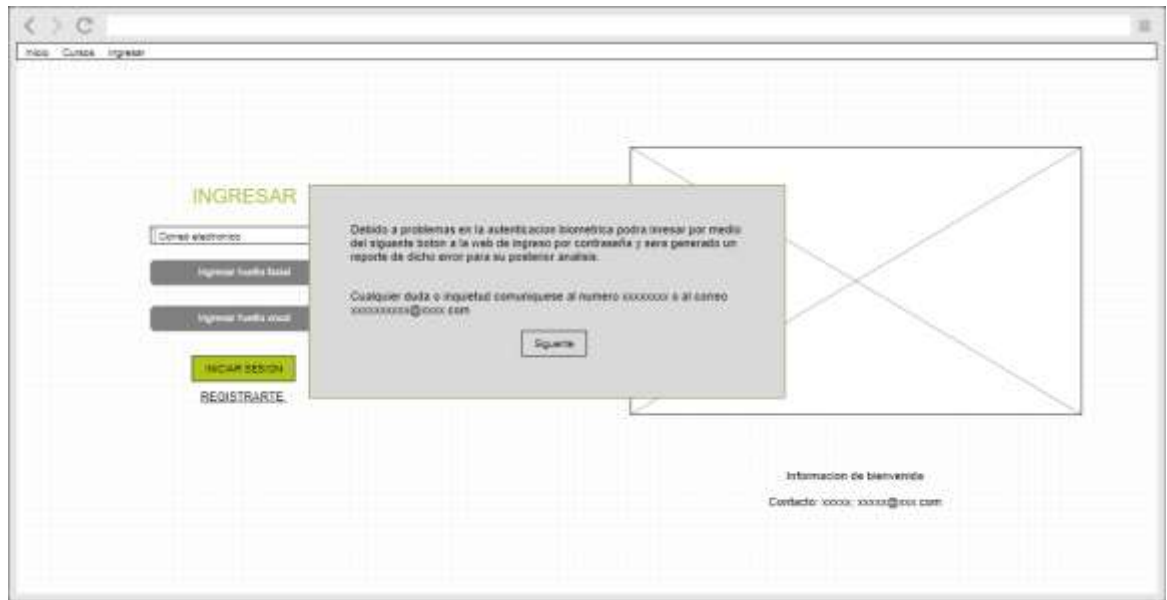 Inicio Cursos Ingresar
INGRESAR
Correo electronico
Ingresar huella facial
Ingresar huella vocal
INICIAR SESION
REGISTRARTE
Debido a problemas en la autenticacion biometrica podra invesar por medio
del siguiente boton a la web de ingreso por contraseña y sera generado un
reporte de dicho error para su posterior analisis.
Cualquier duda o inquietud comuniquese al numero xxxxxxxx o al correo
xxxxxxxxxx@xxxx com
Siguiente
Informacion de bienvenida
Contacto: xxxxx; xxxxx@xxx com